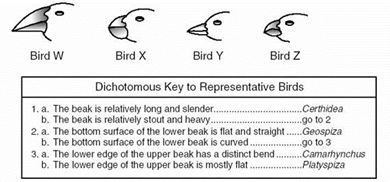 Bird W Bird X Bird Y Bird Z
Dichotomous Key to Representative Birds
1. a. The beak is relatively long and slender..............................Certhidea
b. The beak is relatively stout and heavy..............................go to 2
2. a. The bottom surface of the lower beak is flat and straight ......Geospiza
b. The bottom surface of the lower beak is curved ..................go to 3
3. a. The lower edge of the upper beak has a distinct bend ..........Camarhynchus
b. The lower edge of the upper beak is mostly flat ..................Platyspiza